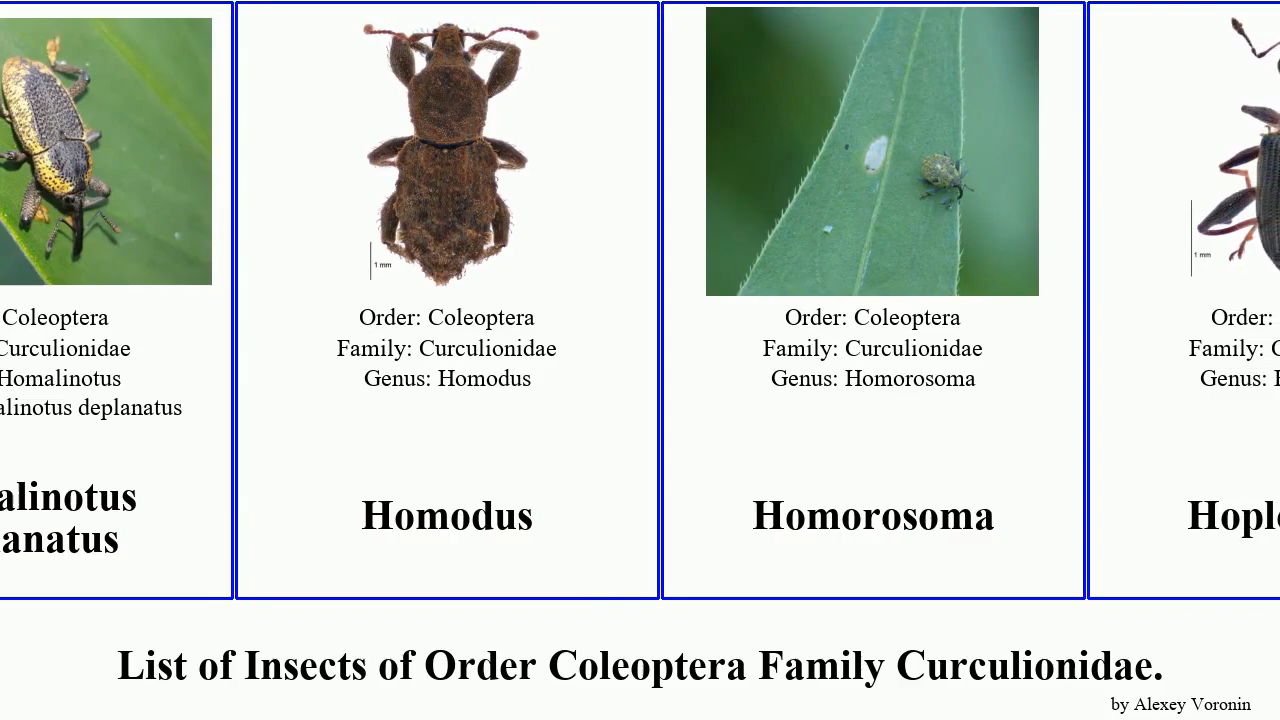 Coleoptera
Curculionidae
Homalinotus
alinotus deplanatus
alinotus
anatus
1 mm
Order: Coleoptera
Family: Curculionidae
Genus: Homodus
Homodus
Order: Coleoptera
Family: Curculionidae
Genus: Homorosoma
Homorosoma
1 mm
Order:
Family:
Genus:
Hopl
List of Insects of Order Coleoptera Family Curculionidae.
by Alexey Voronin